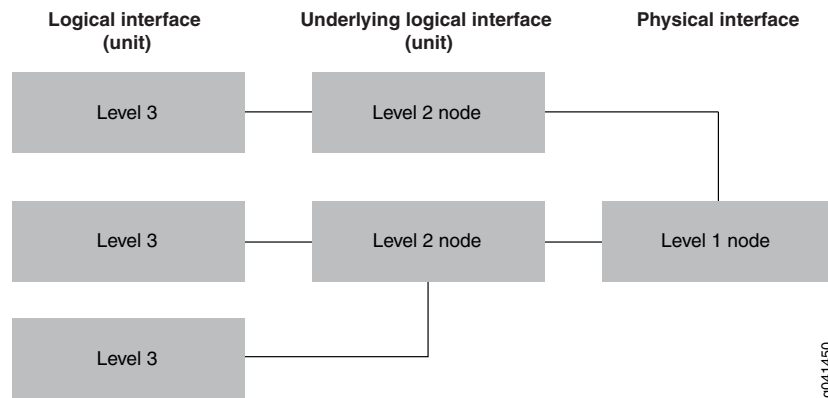 Logical interface
(unit)
Underlying logical interface
(unit)
Physical interface
Level 3
Level 2 node
Level 3
Level 2 node
Level 1 node
Level 3
g041450